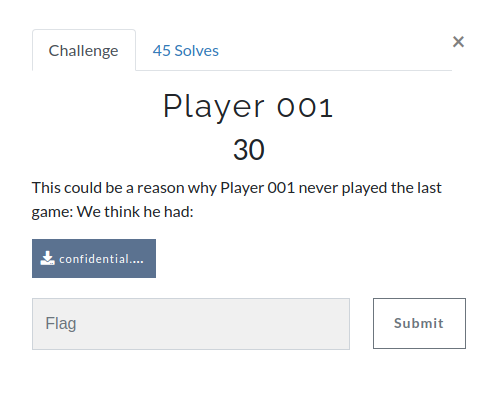 Challenge
45 Solves
×
Player 001
30
This could be a reason why Player 001 never played the last
game: We think he had:
confidential....
Flag
Submit